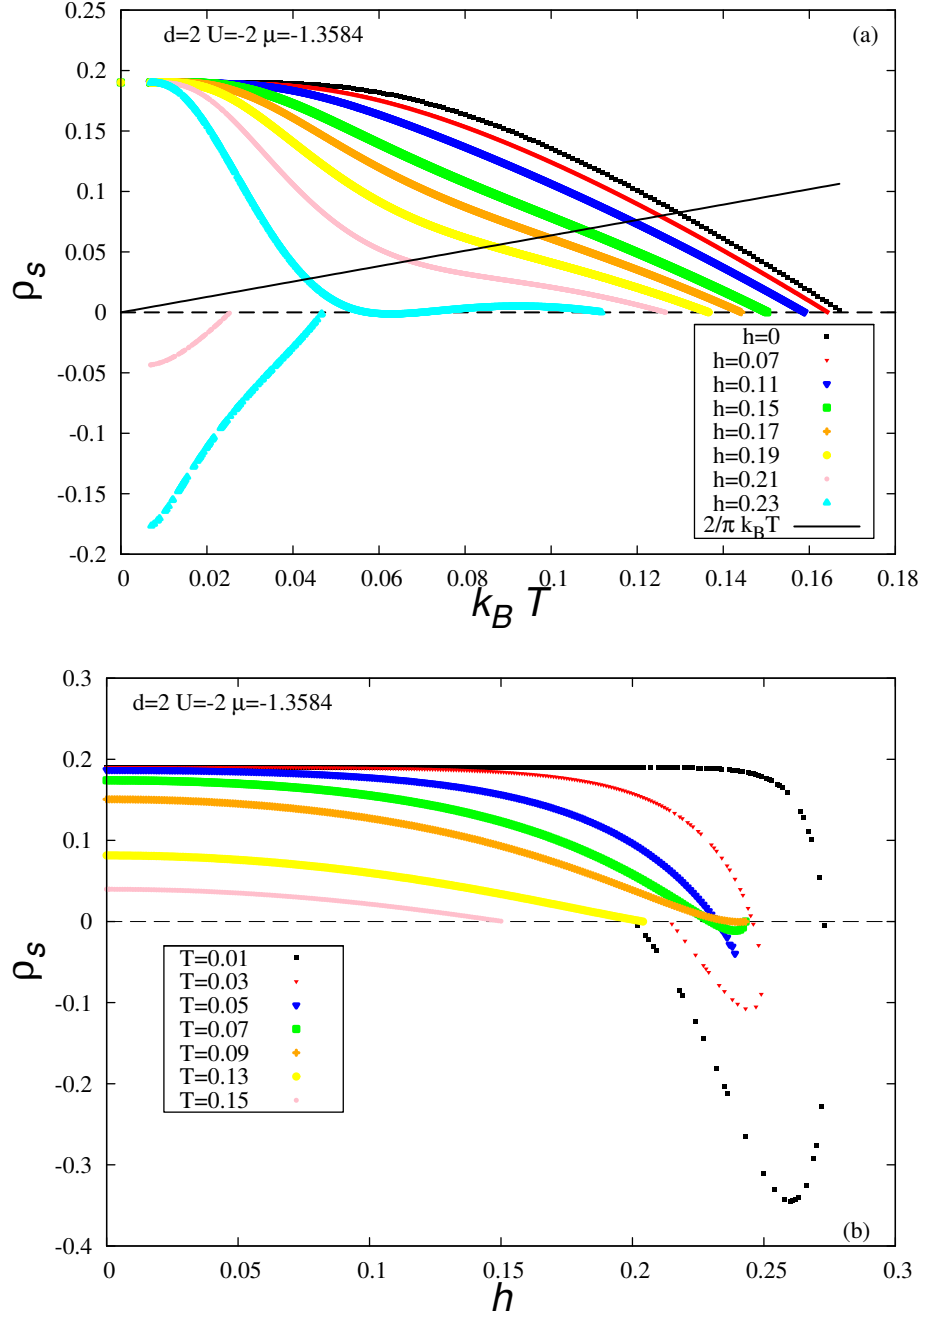 0.25
d=2 U=-2 μ=-1.3584
(a)
0.2
0.15
0.1
0.05
0
-0.05
-0.1
-0.15
-0.2
ρs
h=0
h=0.07
h=0.11
h=0.15
h=0.17
h=0.19
h=0.21
h=0.23
2/π kBT
0 0.02 0.04 0.06 0.08 0.1 0.12 0.14 0.16 0.18
kB T
0.3
d=2 U=-2 μ=-1.3584
0.2
0.1
0
-0.1
-0.2
-0.3
-0.4
ρs
T=0.01
T=0.03
T=0.05
T=0.07
T=0.09
T=0.13
T=0.15
(b)
0 0.05 0.1 0.15 0.2 0.25 0.3
h